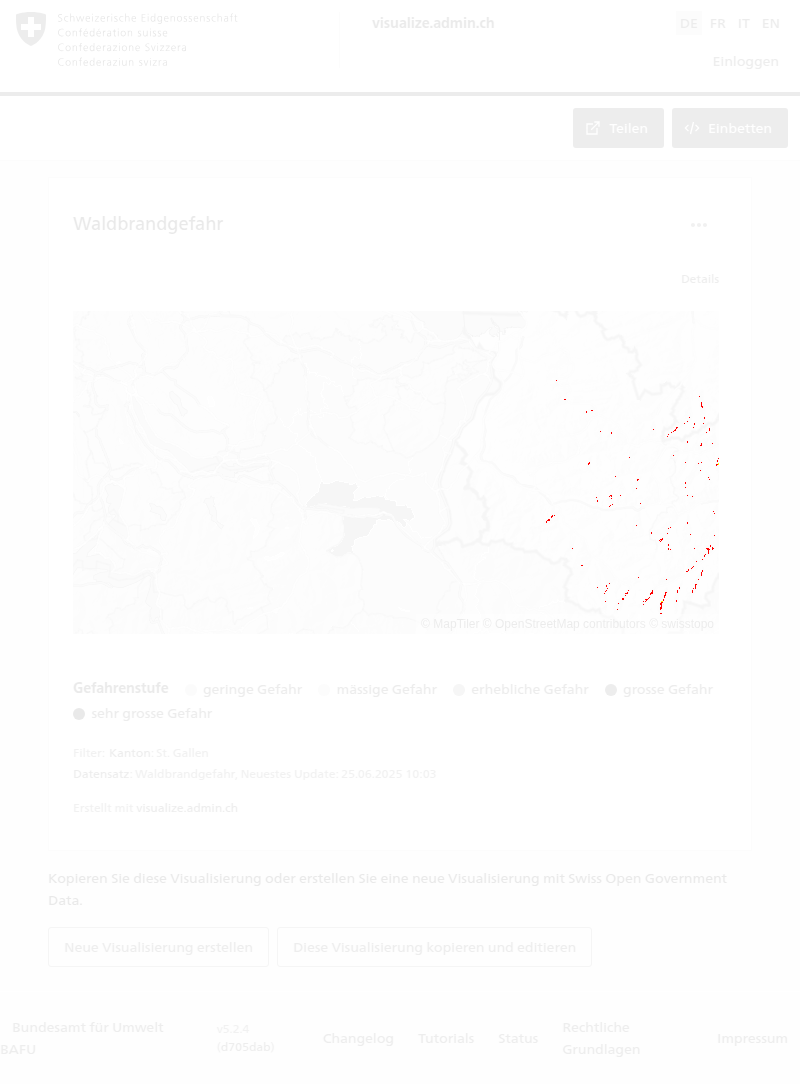 Schweizerische Eidgenossenschaft
Confédération suisse
Confederazione Svizzera
Confederaziun svizra
visualize.admin.ch
DE FR IT EN
Einloggen
Teilen
Einbetten
Waldbrandgefahr
Details
© MapTiler © OpenStreetMap contributors © swisstopo
Gefahrenstufe geringe Gefahr mässige Gefahr erhebliche Gefahr grosse Gefahr
sehr grosse Gefahr
Filter: Kanton: St. Gallen
Datensatz: Waldbrandgefahr, Neuestes Update: 25.06.2025 10:03
Erstellt mit visualize.admin.ch
Kopieren Sie diese Visualisierung oder erstellen Sie eine neue Visualisierung mit Swiss Open Government
Data.
Neue Visualisierung erstellen
Diese Visualisierung kopieren und editieren
Bundesamt für Umwelt
BAFU
v5.2.4
(d705dab)
Changelog
Tutorials
Status
Rechtliche
Grundlagen
Impressum